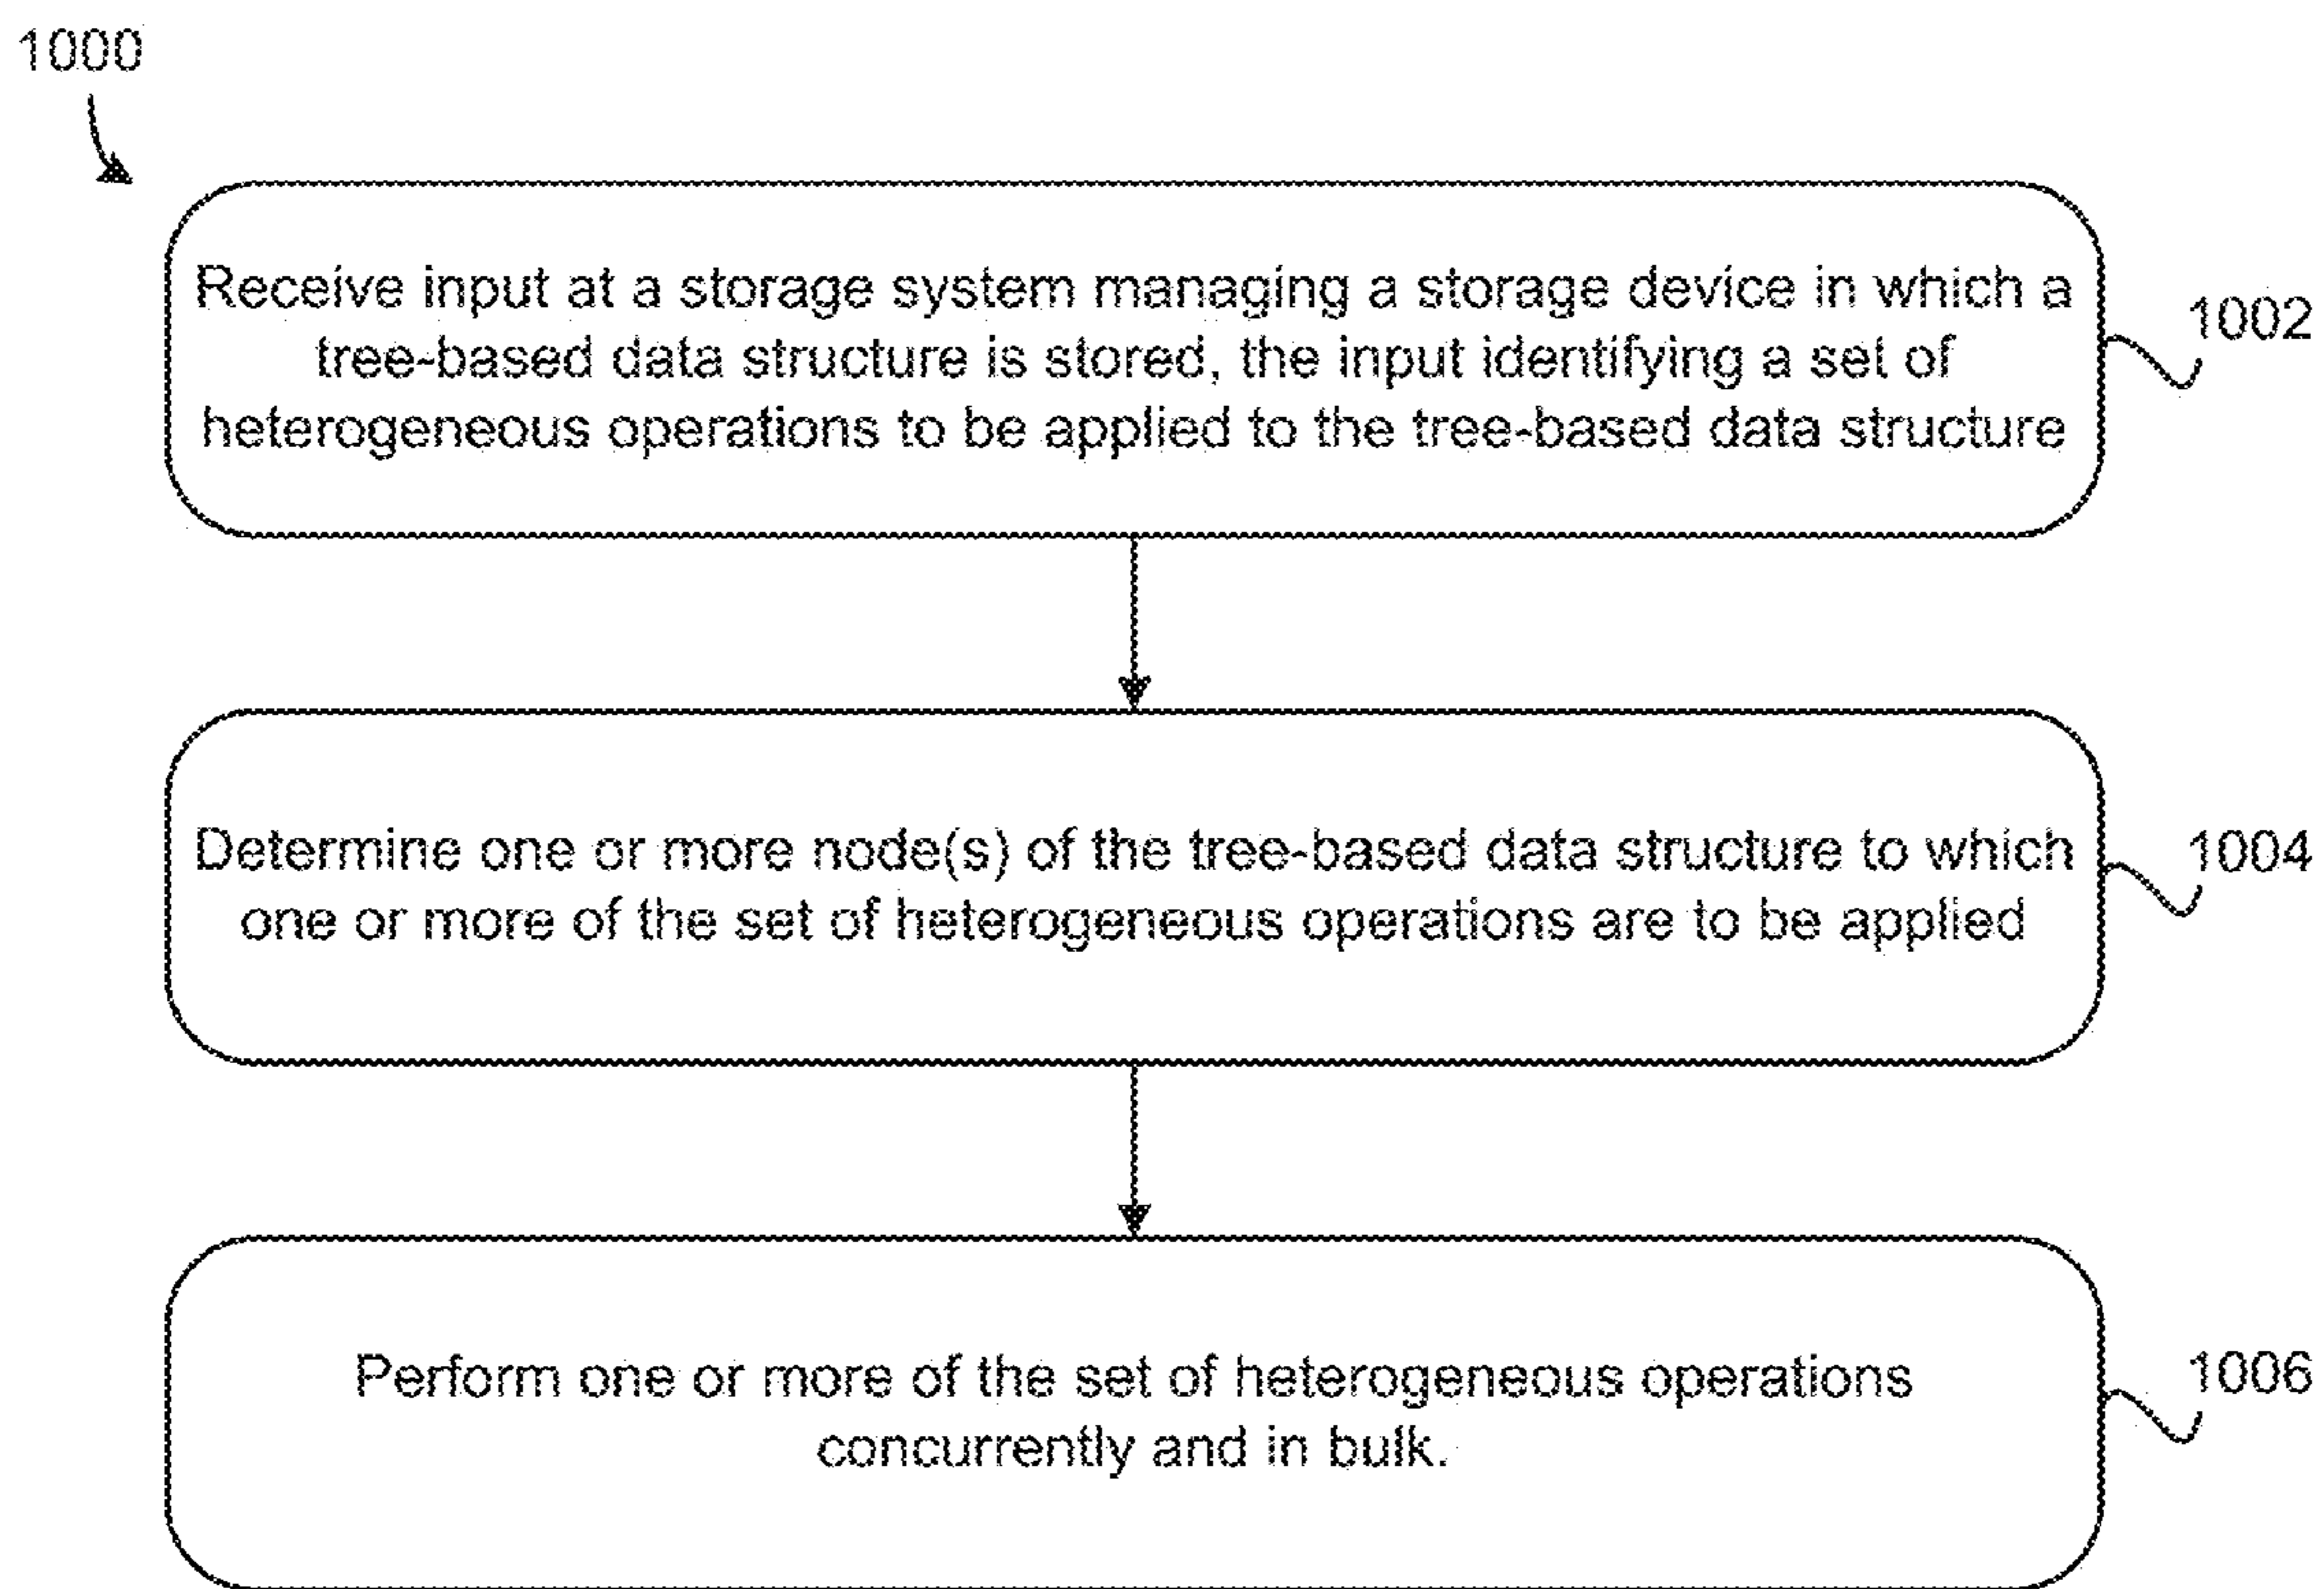 1000
Receive input at a storage system managing a storage device in which a
tree-based data structure is stored, the input identifying a set of
heterogeneous operations to be applied to the tree-based data structure
1002
Determine one or more node(s) of the tree-based data structure to which
one or more of the set of heterogeneous operations are to be applied
1004
Perform one or more of the set of heterogeneous operations
concurrently and in bulk.
1006